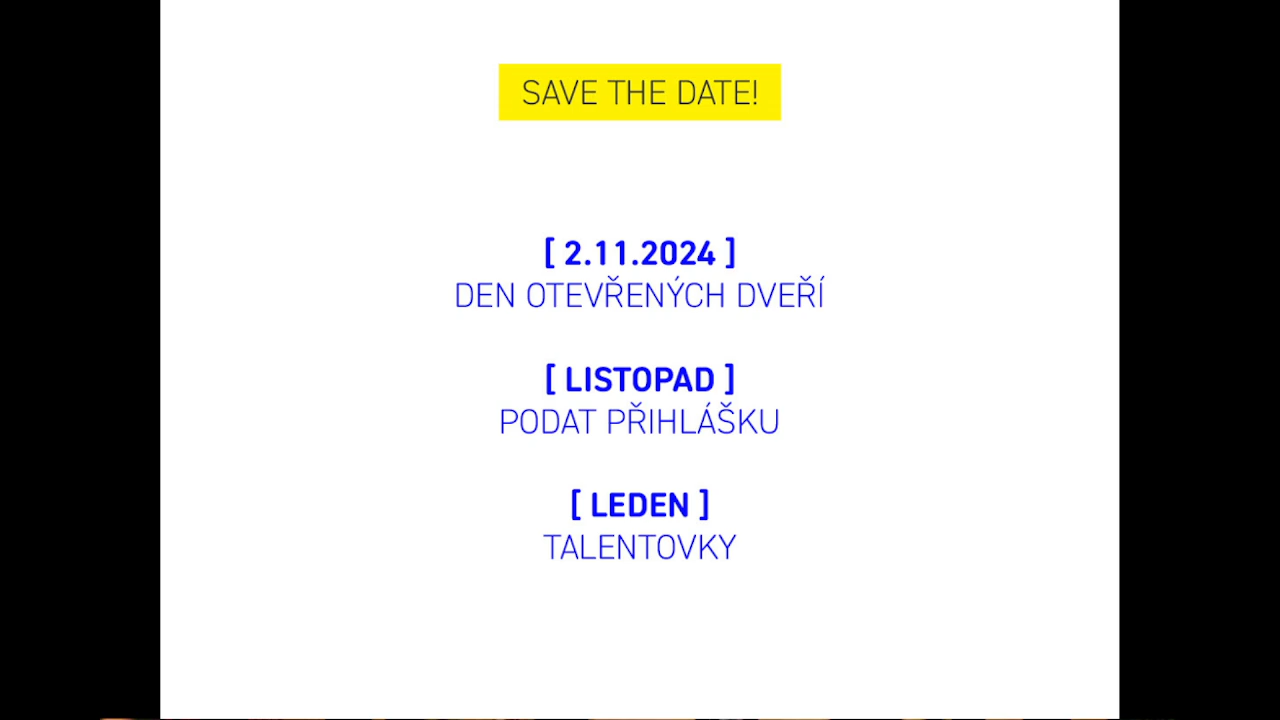 SAVE THE DATE!
[ 2.11.2024 ]
DEN OTEVŘENÝCH DVEŘÍ
[ LISTOPAD ]
PODAT PŘIHLÁŠKU
[ LEDEN ]
TALENTOVKY